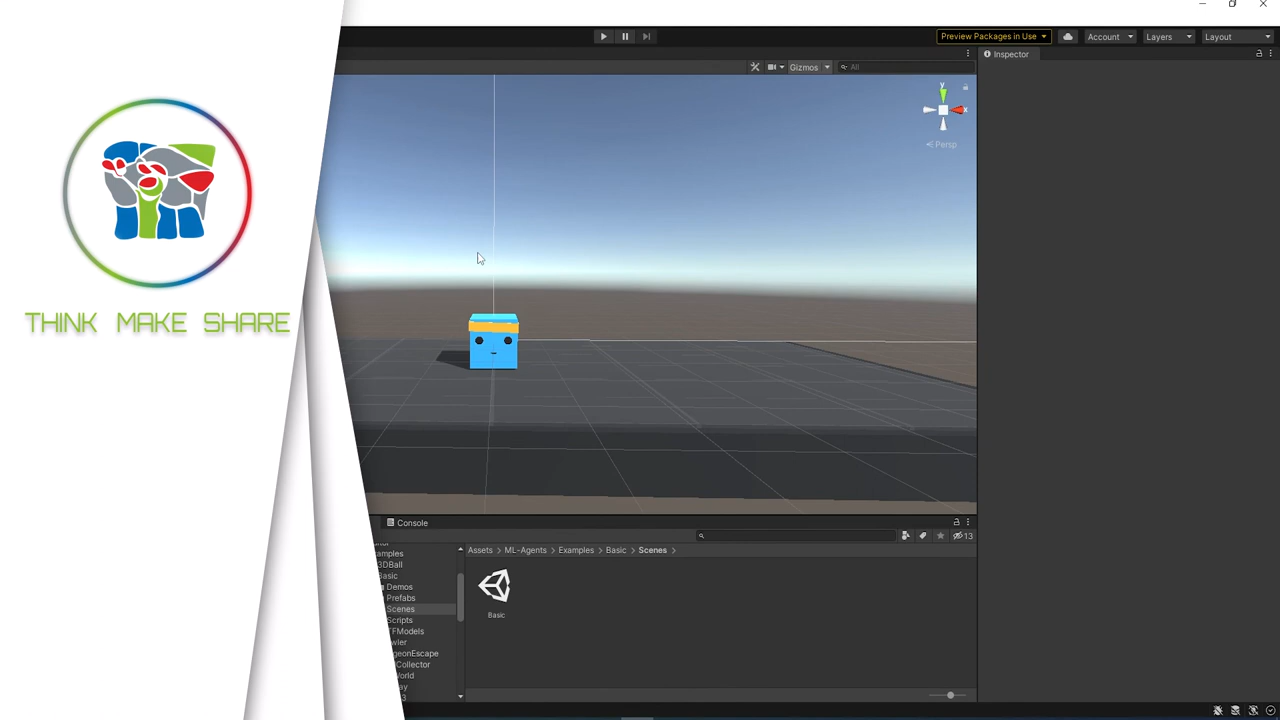 Preview Packages in Use
Account
Layers
Layout
Gizmos
All
Inspector
y
x
Persp
THINK MAKE SHARE
Console
13
Assets > ML-Agents > Examples > Basic > Scenes >
3DBall
Basic
Demos
Prefabs
Scenes
Scripts
Basic